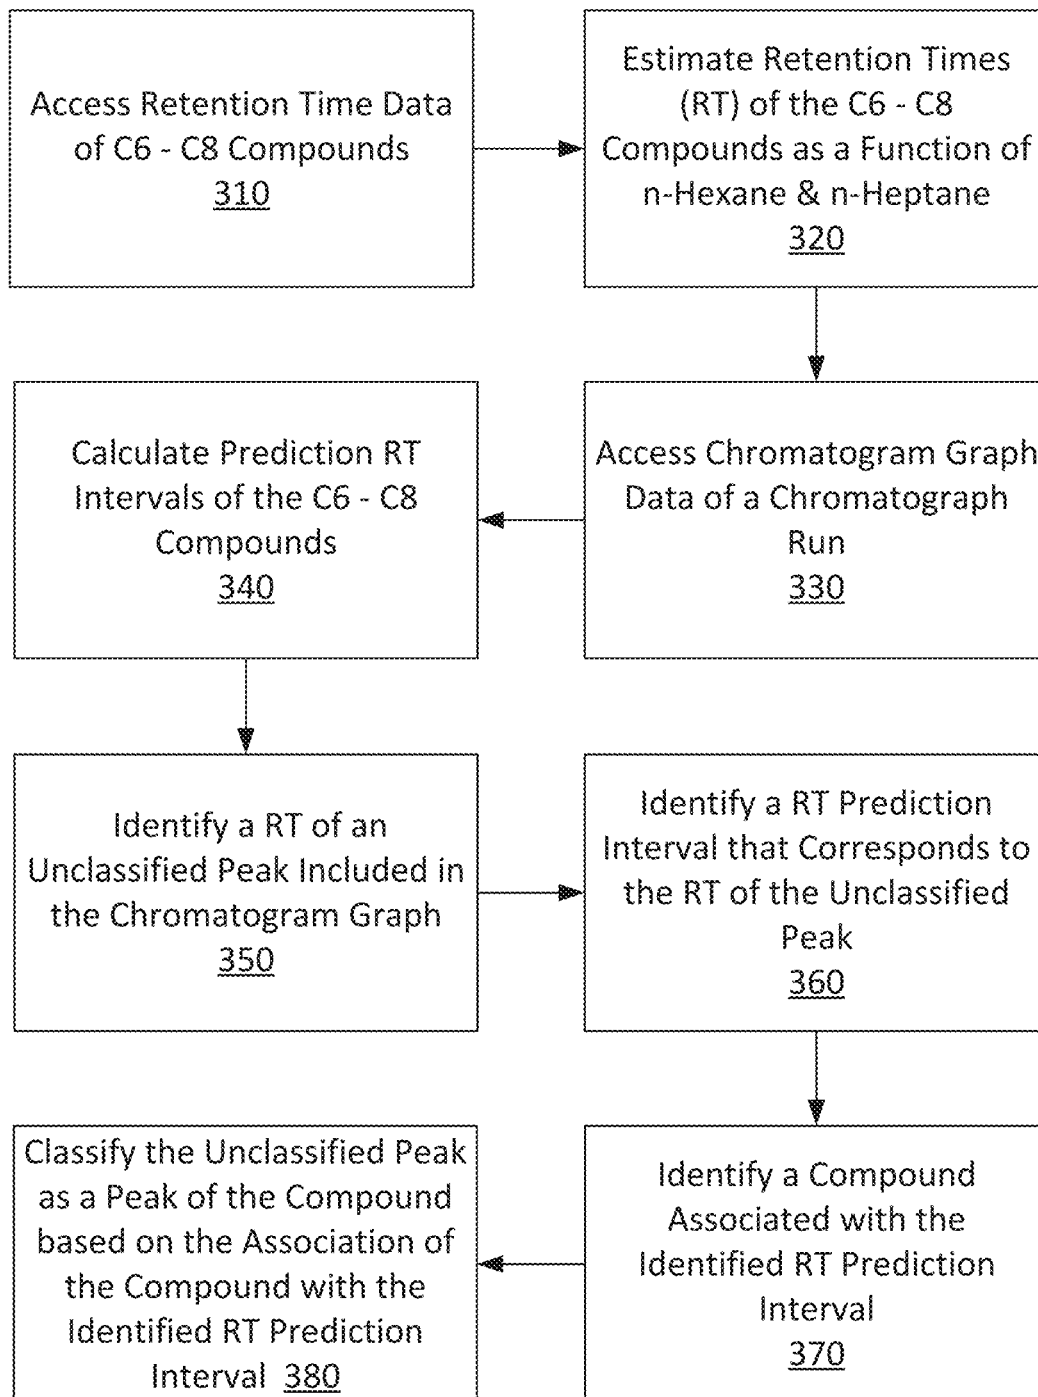 Access Retention Time Data
of C6 - C8 Compounds
310
Estimate Retention Times
(RT) of the C6 - C8
Compounds as a Function of
n-Hexane & n-Heptane
320
Access Chromatogram Graph
Data of a Chromatograph
Run
330
Calculate Prediction RT
Intervals of the C6 - C8
Compounds
340
Identify a RT of an
Unclassified Peak Included in
the Chromatogram Graph
350
Identify a RT Prediction
Interval that Corresponds to
the RT of the Unclassified
Peak
360
Identify a Compound
Associated with the
Identified RT Prediction
Interval
370
Classify the Unclassified Peak
as a Peak of the Compound
based on the Association of
the Compound with the
Identified RT Prediction
Interval 380